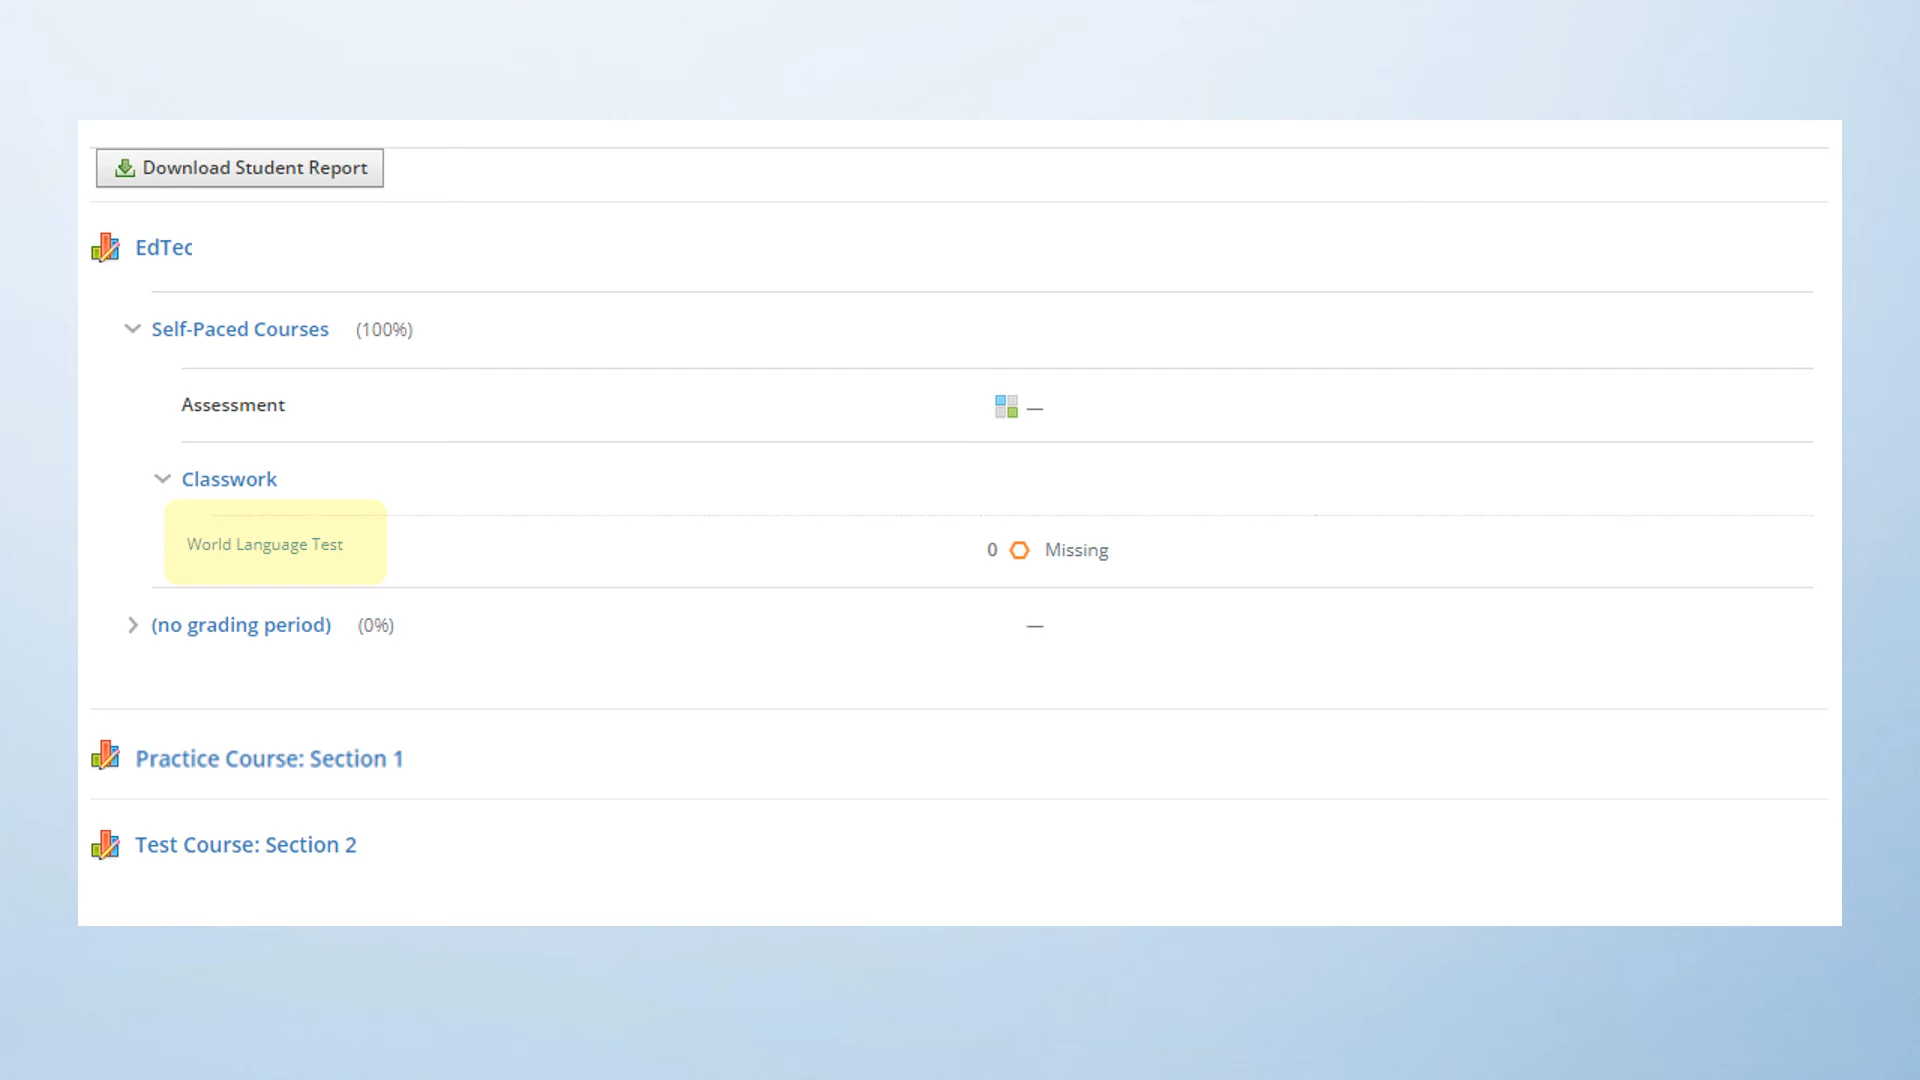 Download Student Report
EdTec
Self-Paced Courses (100%)
Assessment —
Classwork
World Language Test 0 Missing
(no grading period) (0%) —
Practice Course: Section 1
Test Course: Section 2